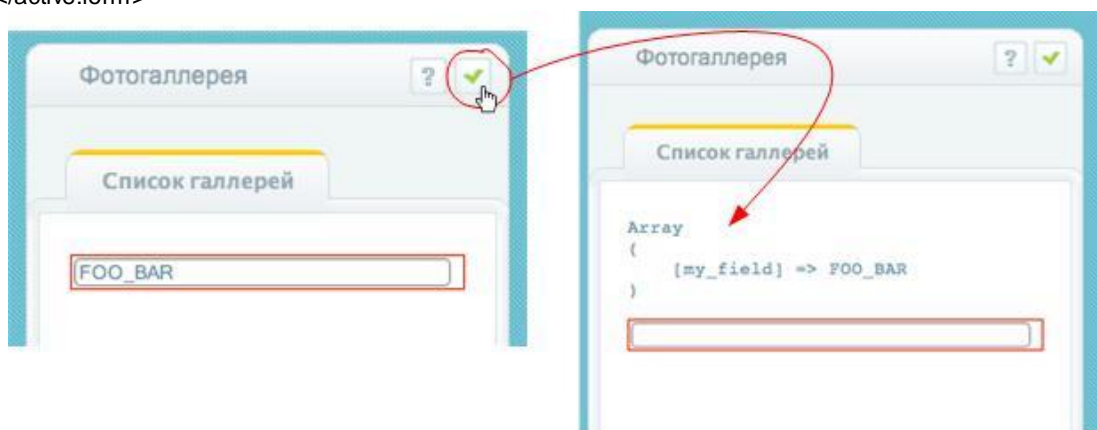 </active.form>
Фотогаллерея
?
Список галлерей
FOO_BAR
Фотогаллерея
?
Список галлерей
Array
(
[my_field] => FOO_BAR
)